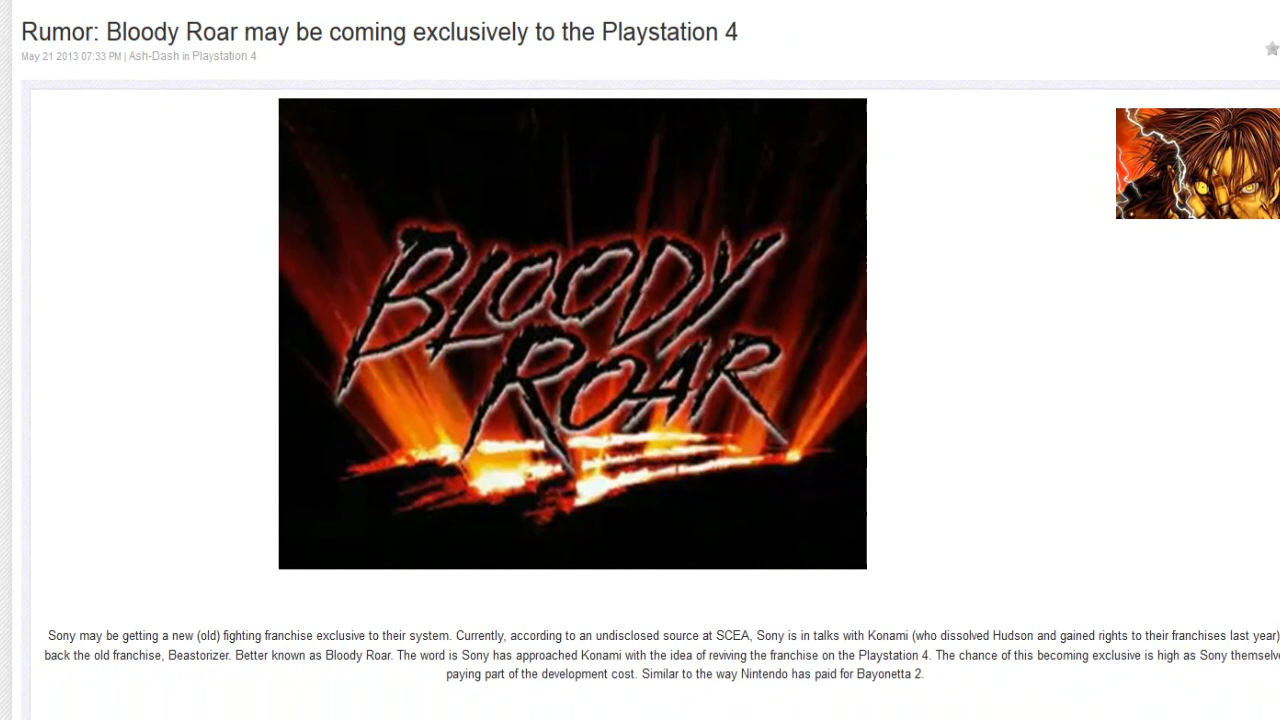 Rumor: Bloody Roar may be coming exclusively to the Playstation 4
May 21 2013 07:33 PM | Ash-Dash in Playstation 4
BLOODY
ROAR
Sony may be getting a new (old) fighting franchise exclusive to their system. Currently, according to an undisclosed source at SCEA, Sony is in talks with Konami (who dissolved Hudson and gained rights to their franchises last year)
back the old franchise, Beastorizer. Better known as Bloody Roar. The word is Sony has approached Konami with the idea of reviving the franchise on the Playstation 4. The chance of this becoming exclusive is high as Sony themselve
paying part of the development cost. Similar to the way Nintendo has paid for Bayonetta 2.